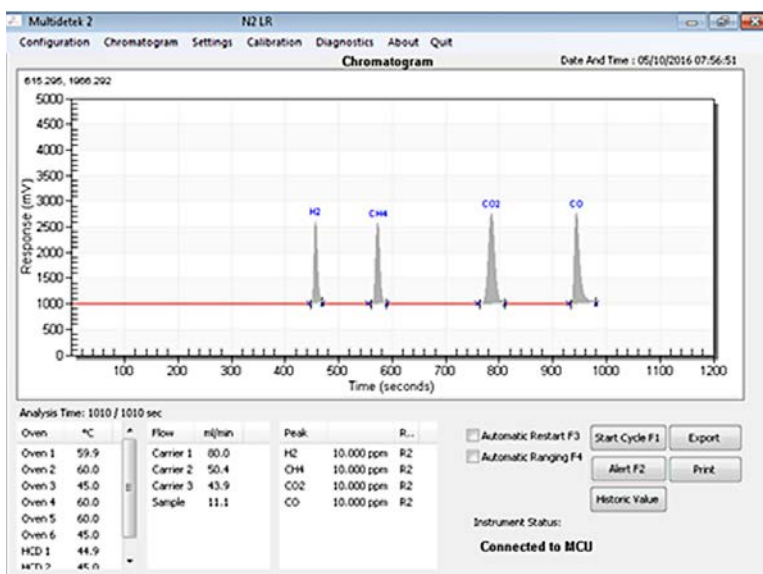 Multidetek 2 N2 LR
Configuration Chromatogram Settings Calibration Diagnostics About Quit
Chromatogram Date And Time : 05/10/2016 07:56:51
615.295, 1966.292
5000
4500
4000
3500
3000
2500
2000
1500
1000
500
0
Response (mV)
H2 CH4 CO2 CO
100 200 300 400 500 600 700 800 900 1000 1100 1200
Time (seconds)
Analysis Time: 1010 / 1010 sec
Oven °C Flow ml/min Peak R...
Oven 1 59.9 Carrier 1 80.0 H2 10.000 ppm R2
Oven 2 60.0 Carrier 2 50.4 CH4 10.000 ppm R2
Oven 3 45.0 Carrier 3 43.9 CO2 10.000 ppm R2
Oven 4 60.0 Sample 11.1 CO 10.000 ppm R2
Oven 5 60.0
Oven 6 45.0
HCD 1 44.9
HCD 2 45.0
Automatic Restart F3 Start Cycle F1 Export
Automatic Ranging F4 Alert F2 Print
Historic Value
Instrument Status:
Connected to MCU